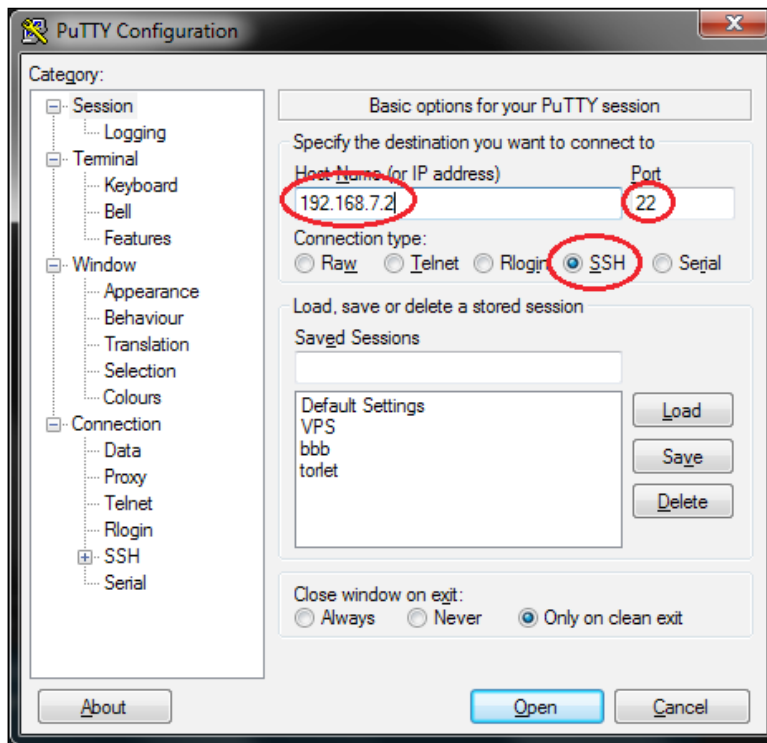 PuTTY Configuration
Category:
Session
Logging
Terminal
Keyboard
Bell
Features
Window
Appearance
Behaviour
Translation
Selection
Colours
Connection
Data
Proxy
Telnet
Rlogin
SSH
Serial
Basic options for your PuTTY session
Specify the destination you want to connect to
Host Name (or IP address) Port
192.168.7.2 22
Connection type:
Raw Telnet Rlogin SSH Serial
Load, save or delete a stored session
Saved Sessions
Default Settings
VPS
bbb
torlet
Load
Save
Delete
Close window on exit:
Always Never Only on clean exit
About Open Cancel